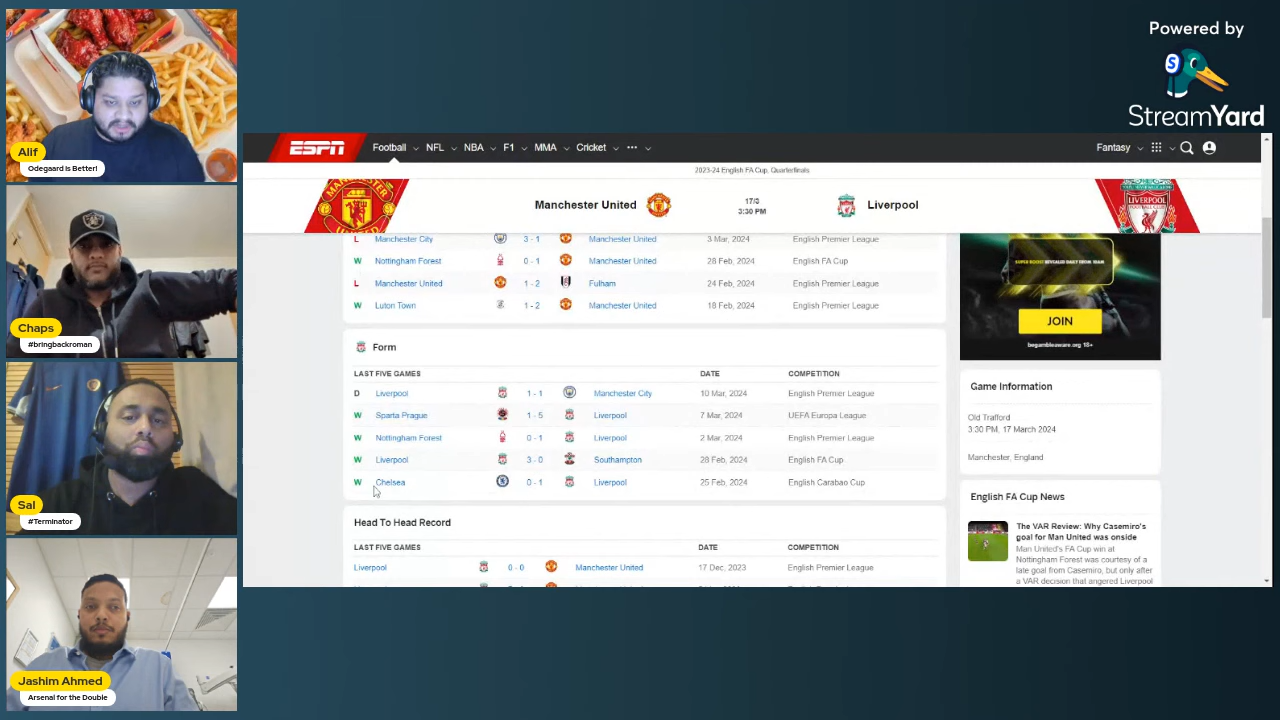 Powered by
StreamYard
Alif
Odegaard is Better!
Chaps
#bringbackroman
Sal
#Terminator
Jashim Ahmed
Arsenal for the Double
ESPN Football NFL NBA F1 MMA Cricket ••• Fantasy
2023-24 English FA Cup, Quarterfinals
Manchester United 17/3 3:30 PM Liverpool
L Manchester City 3 - 1 Manchester United 3 Mar, 2024 English Premier League
W Nottingham Forest 0 - 1 Manchester United 28 Feb, 2024 English FA Cup
L Manchester United 1 - 2 Fulham 24 Feb, 2024 English Premier League
W Luton Town 1 - 2 Manchester United 18 Feb, 2024 English Premier League
Form
LAST FIVE GAMES DATE COMPETITION
D Liverpool 1 - 1 Manchester City 10 Mar, 2024 English Premier League
W Sparta Prague 1 - 5 Liverpool 7 Mar, 2024 UEFA Europa League
W Nottingham Forest 0 - 1 Liverpool 2 Mar, 2024 English Premier League
W Liverpool 3 - 0 Southampton 28 Feb, 2024 English FA Cup
W Chelsea 0 - 1 Liverpool 25 Feb, 2024 English Carabao Cup
Head To Head Record
LAST FIVE GAMES DATE COMPETITION
Liverpool 0 - 0 Manchester United 17 Dec, 2023 English Premier League
SUPER BOOST REVEALED DAILY FROM 10AM
JOIN
begambleaware.org 18+
Game Information
Old Trafford
3:30 PM, 17 March 2024
Manchester, England
English FA Cup News
The VAR Review: Why Casemiro's
goal for Man United was onside
Man United's FA Cup win at
Nottingham Forest was courtesy of a
late goal from Casemiro, but only after
a VAR decision that angered Liverpool